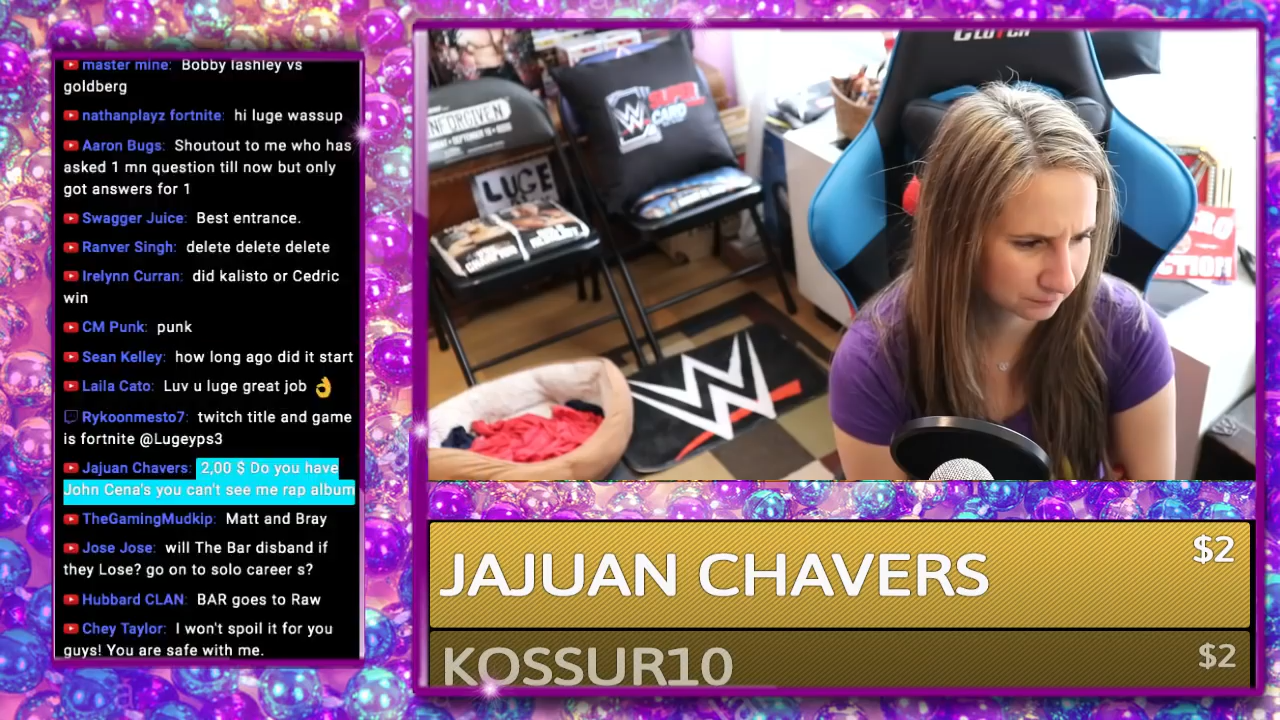 master mine: Bobby lashley vs
goldberg
nathanplayz fortnite: hi luge wassup
Aaron Bugs: Shoutout to me who has
asked 1 mn question till now but only
got answers for 1
Swagger Juice: Best entrance.
Ranver Singh: delete delete delete
Irelynn Curran: did kalisto or Cedric
win
CM Punk: punk
Sean Kelley: how long ago did it start
Laila Cato: Luv u luge great job 👌
Rykoonmesto7: twitch title and game
is fortnite @Lugeyps3
Jajuan Chavers: 2,00 $ Do you have
John Cena's you can't see me rap album
TheGamingMudkip: Matt and Bray
Jose Jose: will The Bar disband if
they Lose? go on to solo career s?
Hubbard CLAN: BAR goes to Raw
Chey Taylor: I won't spoil it for you
guys! You are safe with me.
CLUTCH
NFORGIVEN
W SUPER
CARD
LUGE
W
JAJUAN CHAVERS
$2
KOSSUR10
$2